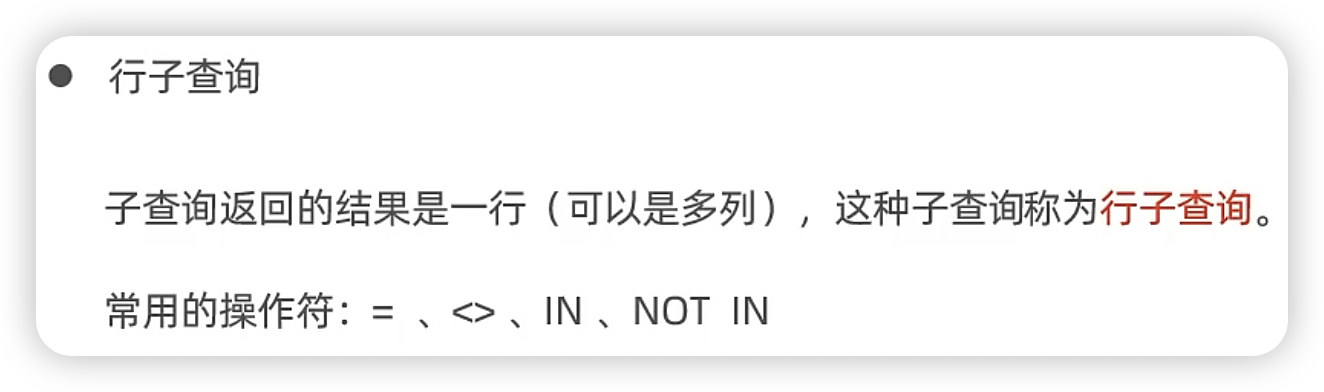 ● 行子查询
子查询返回的结果是一行（可以是多列），这种子查询称为行子查询。
常用的操作符：= 、<> 、IN 、NOT IN